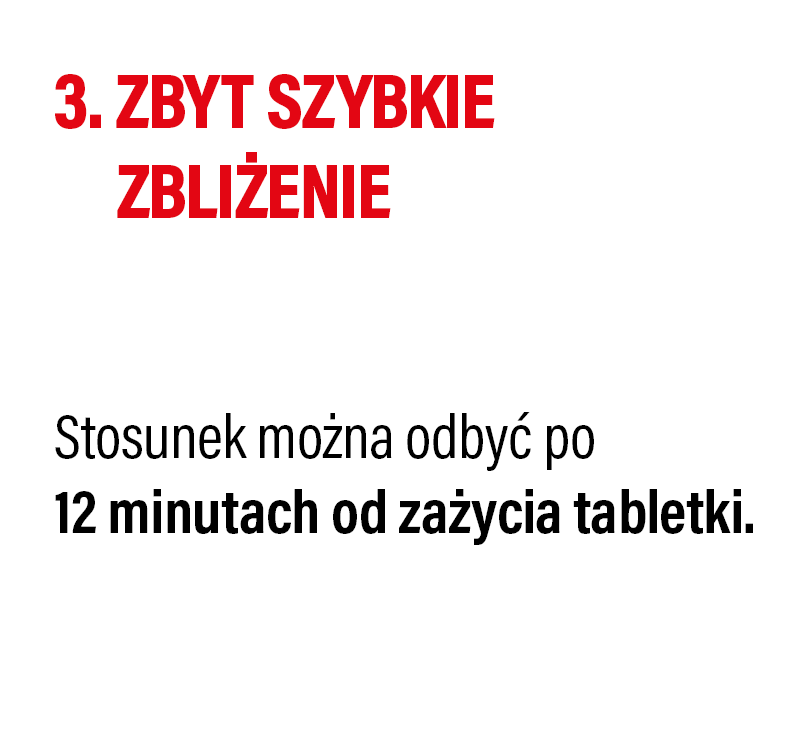 3. ZBYT SZYBKIE
ZBLIŻENIE
Stosunek można odbyć po
12 minutach od zażycia tabletki.